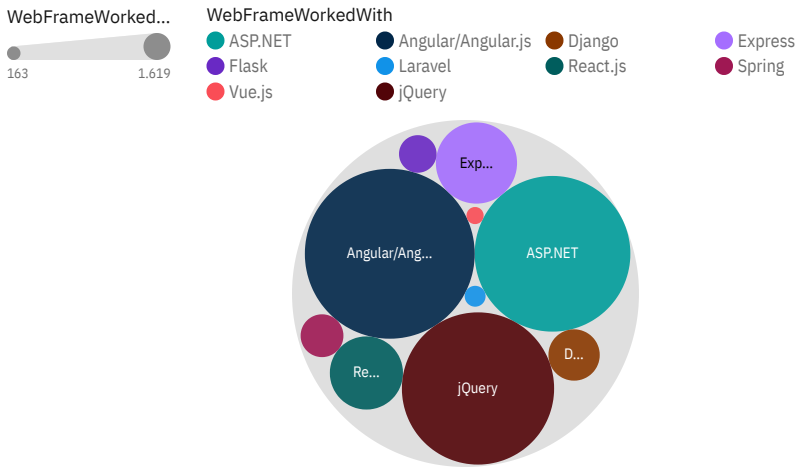 WebFrameWorked...
163
1.619
WebFrameWorkedWith
ASP.NET
Angular/Angular.js
Django
Express
Flask
Laravel
React.js
Spring
Vue.js
jQuery
Exp...
Angular/Ang...
ASP.NET
D...
Re...
jQuery